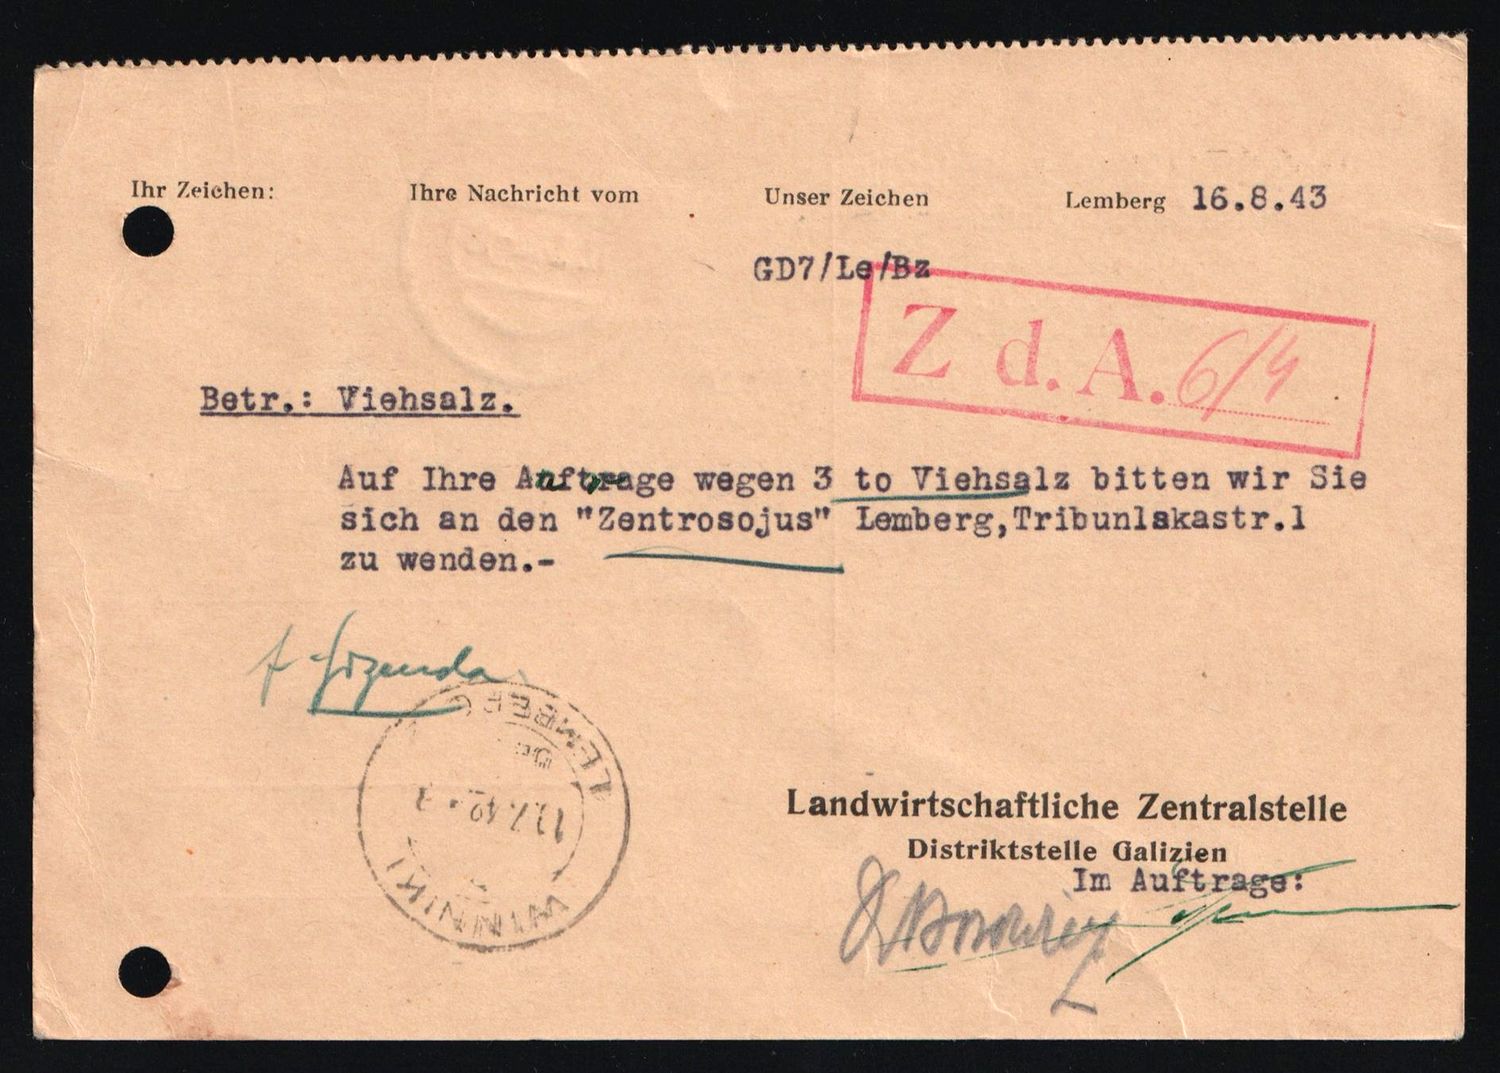 Ihr Zeichen: Ihre Nachricht vom Unser Zeichen Lemberg 16.8.43
GD7/Le/Bz
Z d. A. 6/4
Betr.: Viehsalz.
Auf Ihre Anfrage wegen 3 to Viehsalz bitten wir Sie
sich an den "Zentrosojus" Lemberg,Tribunlskastr.1
zu wenden.-
LEMBERG
WINNIKI
Landwirtschaftliche Zentralstelle
Distriktstelle Galizien
Im Auftrage: